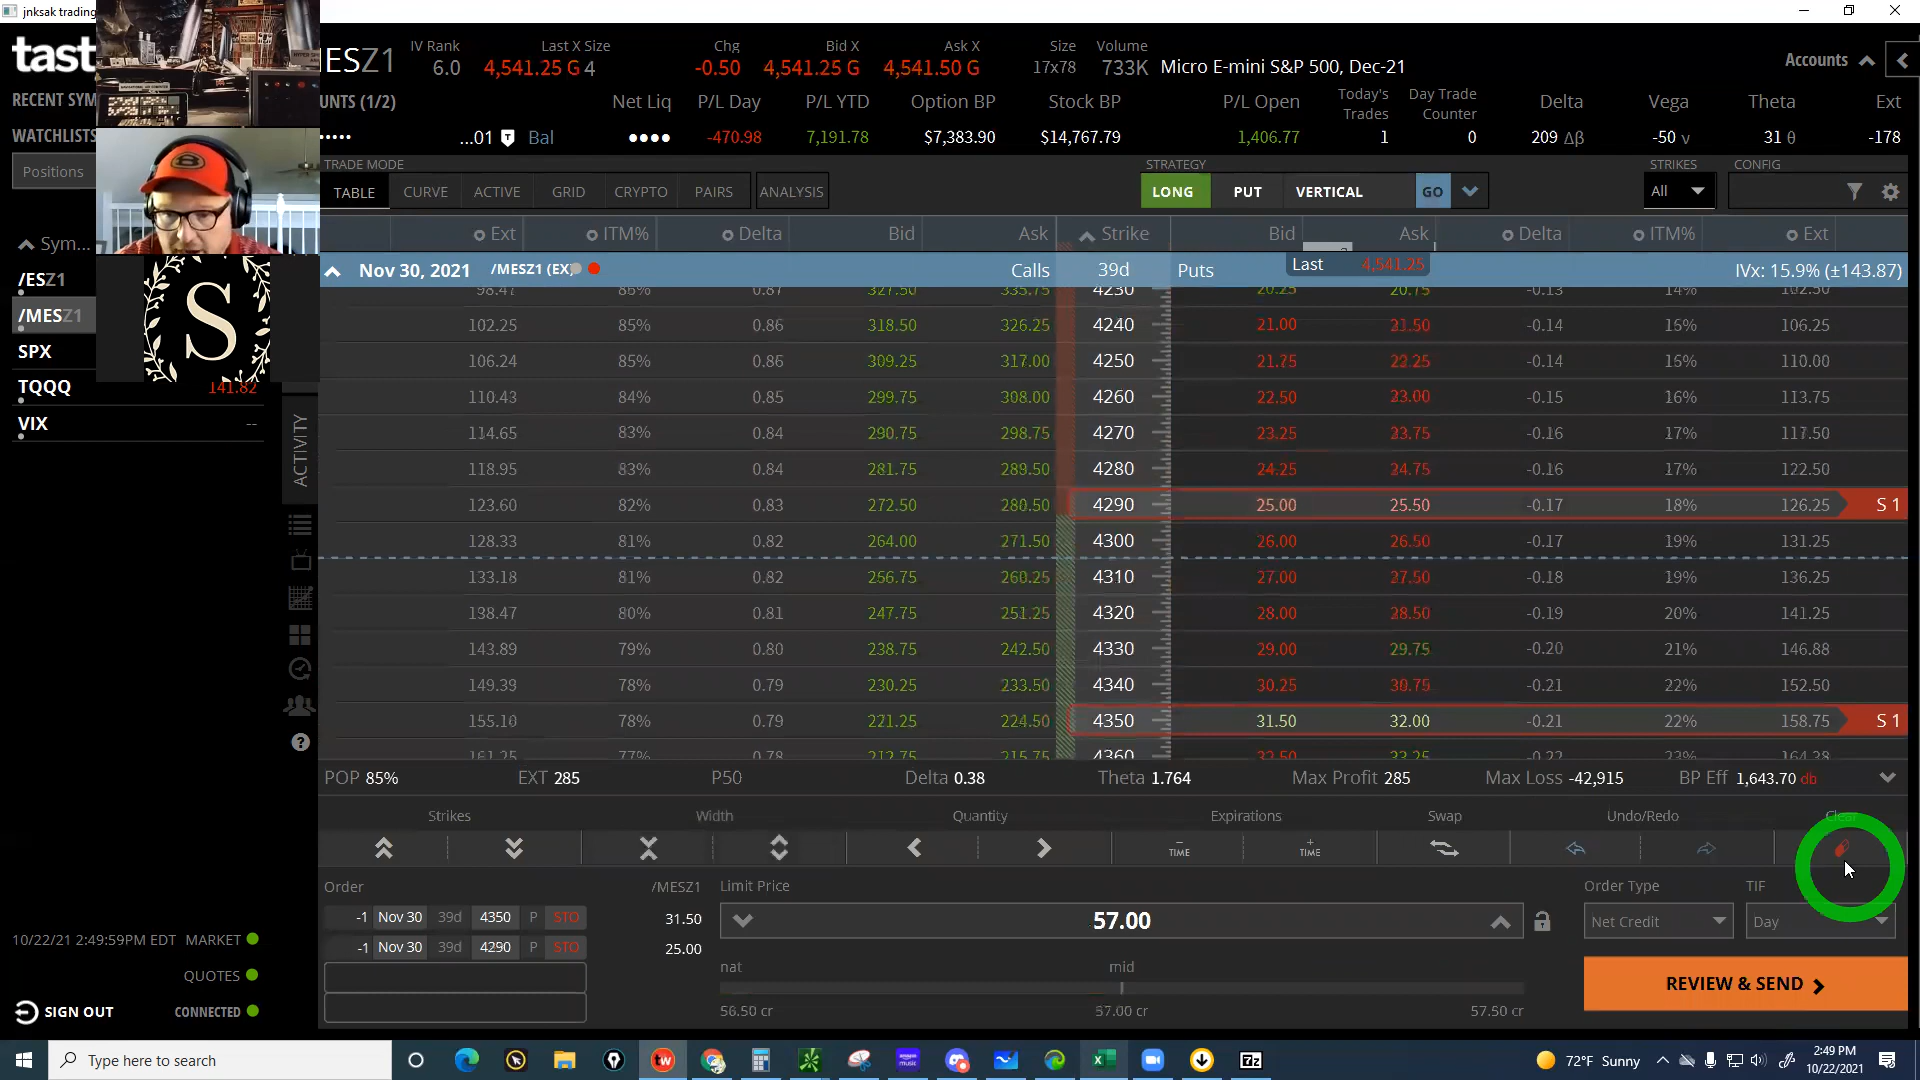 jnksak trading
tast
ESZ1
IV Rank Last X Size Chg Bid X Ask X Size Volume
6.0 4,541.25 G 4 -0.50 4,541.25 G 4,541.50 G 17x78 733K Micro E-mini S&P 500, Dec-21
Accounts
RECENT SYM
UNTS (1/2) Net Liq P/L Day P/L YTD Option BP Stock BP P/L Open Today's Trades Day Trade Counter Delta Vega Theta Ext
WATCHLISTS
...01 Bal •••• -470.98 7,191.78 $7,383.90 $14,767.79 1,406.77 1 0 209 Δβ -50 ν 31 θ -178
Positions
TRADE MODE STRATEGY STRIKES CONFIG
TABLE CURVE ACTIVE GRID CRYPTO PAIRS ANALYSIS LONG PUT VERTICAL GO All
Sym...
Ext ITM% Delta Bid Ask Strike Bid Ask Delta ITM% Ext
Nov 30, 2021 /MESZ1 (EX) Calls 39d Puts Last 4,541.25 IVx: 15.9% (±143.87)
/ESZ1
/MESZ1
SPX
TQQQ 141.82
VIX --
S
ACTIVITY
98.47 86% 0.87 327.50 335.75 4230 20.25 20.75 -0.13 14% 102.50
102.25 85% 0.86 318.50 326.25 4240 21.00 21.50 -0.14 15% 106.25
106.24 85% 0.86 309.25 317.00 4250 21.75 22.25 -0.14 15% 110.00
110.43 84% 0.85 299.75 308.00 4260 22.50 23.00 -0.15 16% 113.75
114.65 83% 0.84 290.75 298.75 4270 23.25 23.75 -0.16 17% 117.50
118.95 83% 0.84 281.75 289.50 4280 24.25 24.75 -0.16 17% 122.50
123.60 82% 0.83 272.50 280.50 4290 25.00 25.50 -0.17 18% 126.25 S 1
128.33 81% 0.82 264.00 271.50 4300 26.00 26.50 -0.17 19% 131.25
133.18 81% 0.82 256.75 260.25 4310 27.00 27.50 -0.18 19% 136.25
138.47 80% 0.81 247.75 251.25 4320 28.00 28.50 -0.19 20% 141.25
143.89 79% 0.80 238.75 242.50 4330 29.00 29.75 -0.20 21% 146.88
149.39 78% 0.79 230.25 233.50 4340 30.25 30.75 -0.21 22% 152.50
155.10 78% 0.79 221.25 224.50 4350 31.50 32.00 -0.21 22% 158.75 S 1
161.25 77% 0.78 212.75 215.75 4360 32.50 33.25 -0.22 23% 164.38
POP 85% EXT 285 P50 Delta 0.38 Theta 1.764 Max Profit 285 Max Loss -42,915 BP Eff 1,643.70 db
Strikes Width Quantity Expirations Swap Undo/Redo Clear
TIME TIME
Order /MESZ1 Limit Price Order Type TIF
-1 Nov 30 39d 4350 P STO 31.50
57.00
Net Credit Day
-1 Nov 30 39d 4290 P STO 25.00
nat mid
56.50 cr 57.00 cr 57.50 cr
REVIEW & SEND
10/22/21 2:49:59PM EDT MARKET
QUOTES
SIGN OUT CONNECTED
Type here to search
72°F Sunny
2:49 PM
10/22/2021